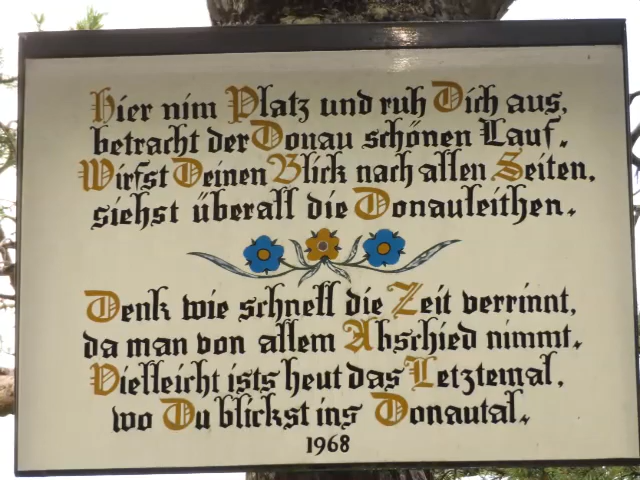 Hier nim Platz und ruh Dich aus,
betracht der Donau schönen Lauf.
Wirfst Deinen Blick nach allen Seiten,
siehst überall die Donauleithen.
Denk wie schnell die Zeit verrinnt,
da man von allem Abschied nimmt.
Vielleicht ists heut das Letztemal,
wo Du blickst ins Donautal.
1968